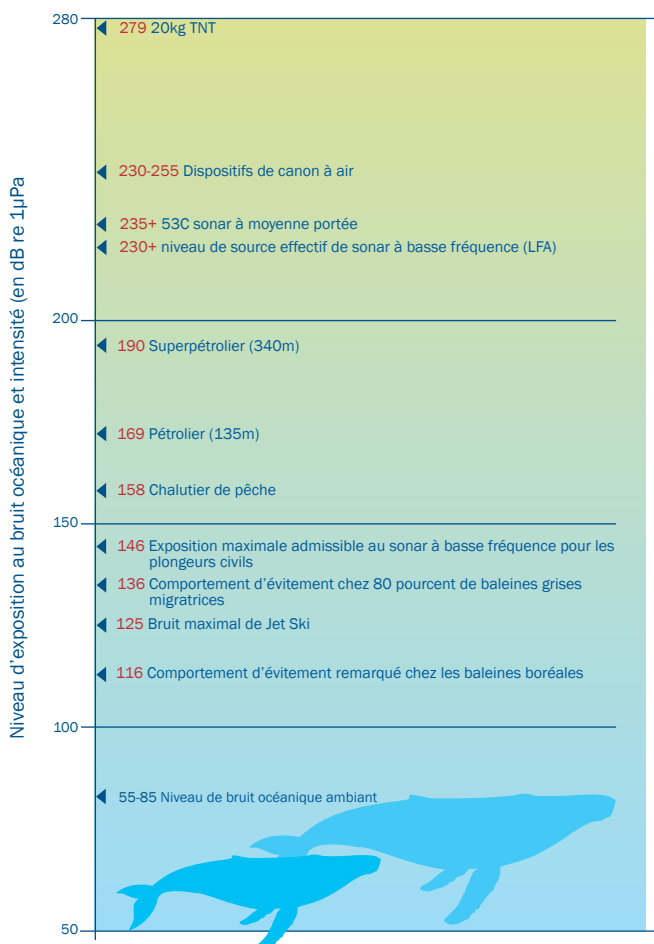 280
279 20kg TNT
230-255 Dispositifs de canon à air
235+ 53C sonar à moyenne portée
230+ niveau de source effectif de sonar à basse fréquence (LFA)
200
190 Superpétrolier (340m)
169 Pétrolier (135m)
158 Chalutier de pêche
150
146 Exposition maximale admissible au sonar à basse fréquence pour les
plongeurs civils
136 Comportement d’évitement chez 80 pourcent de baleines grises
migratrices
125 Bruit maximal de Jet Ski
116 Comportement d’évitement remarqué chez les baleines boréales
100
55-85 Niveau de bruit océanique ambiant
50
Niveau d’exposition au bruit océanique et intensité (en dB re 1µPa